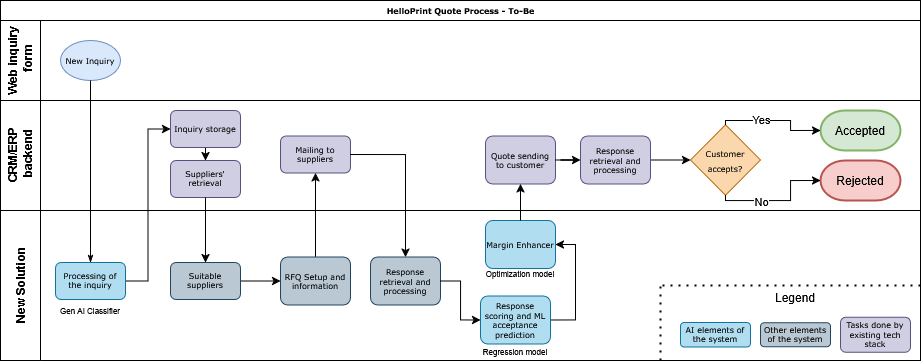 HelloPrint Quote Process - To-Be
Web inquiry
form
New Inquiry
CRM/ERP
backend
Inquiry storage
Suppliers'
retrieval
Mailing to
suppliers
Quote sending
to customer
Response
retrieval and
processing
Customer
accepts?
Yes
No
Accepted
Rejected
New Solution
Processing of
the inquiry
Gen AI Classifier
Suitable
suppliers
RFQ Setup and
information
Response
retrieval and
processing
Response
scoring and ML
acceptance
prediction
Regression model
Margin Enhancer
Optimization model
Legend
AI elements of
the system
Other elements
of the system
Tasks done by
existing tech
stack